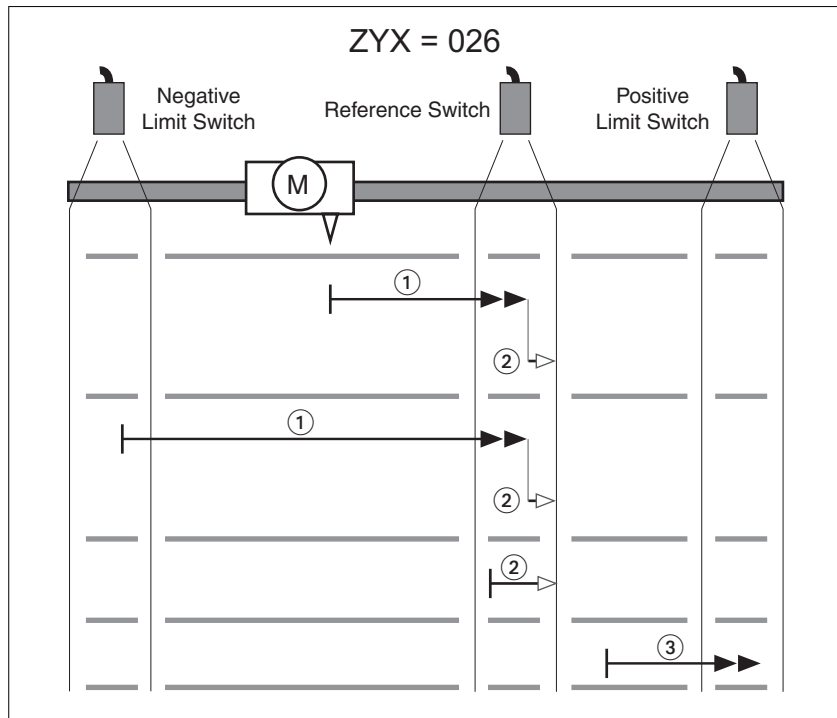 ZYX = 026
Negative
Limit Switch
Reference Switch
Positive
Limit Switch
M
1
2
1
2
2
3